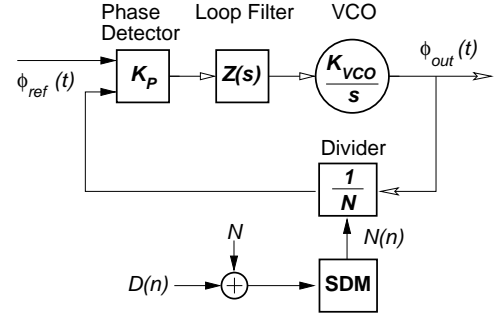 Phase Detector
Loop Filter
VCO
ϕref (t)
KP
Z(s)
KVCO
s
ϕout (t)
Divider
1
N
N
N(n)
D(n)
+
SDM